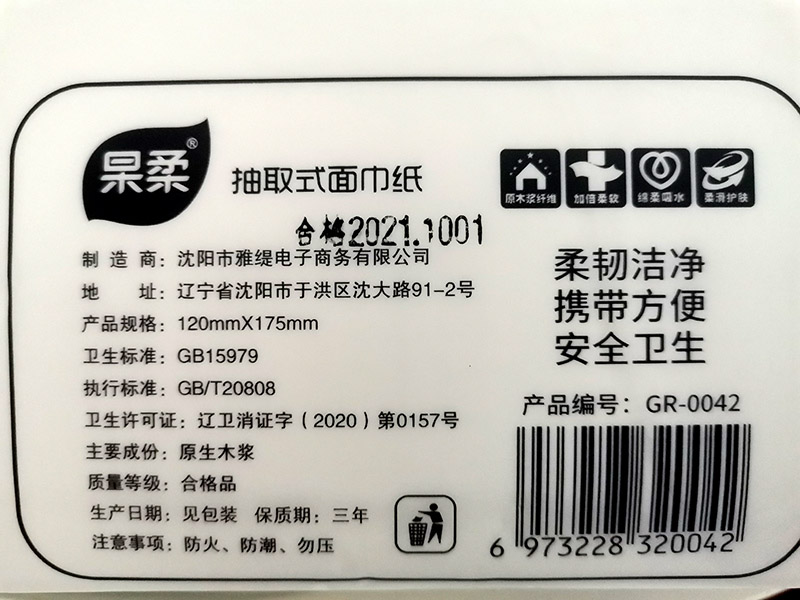 杲柔®
抽取式面巾纸
原木浆纤维 加倍柔软 绵柔吸水 柔滑护肤
合格2021.1001
制造商：沈阳市雅缇电子商务有限公司
地 址：辽宁省沈阳市于洪区沈大路91-2号
产品规格：120mmX175mm
卫生标准：GB15979
执行标准：GB/T20808
卫生许可证：辽卫消证字（2020）第0157号
主要成份：原生木浆
质量等级：合格品
生产日期：见包装 保质期：三年
注意事项：防火、防潮、勿压
柔韧洁净
携带方便
安全卫生
产品编号：GR-0042
6 973228 320042